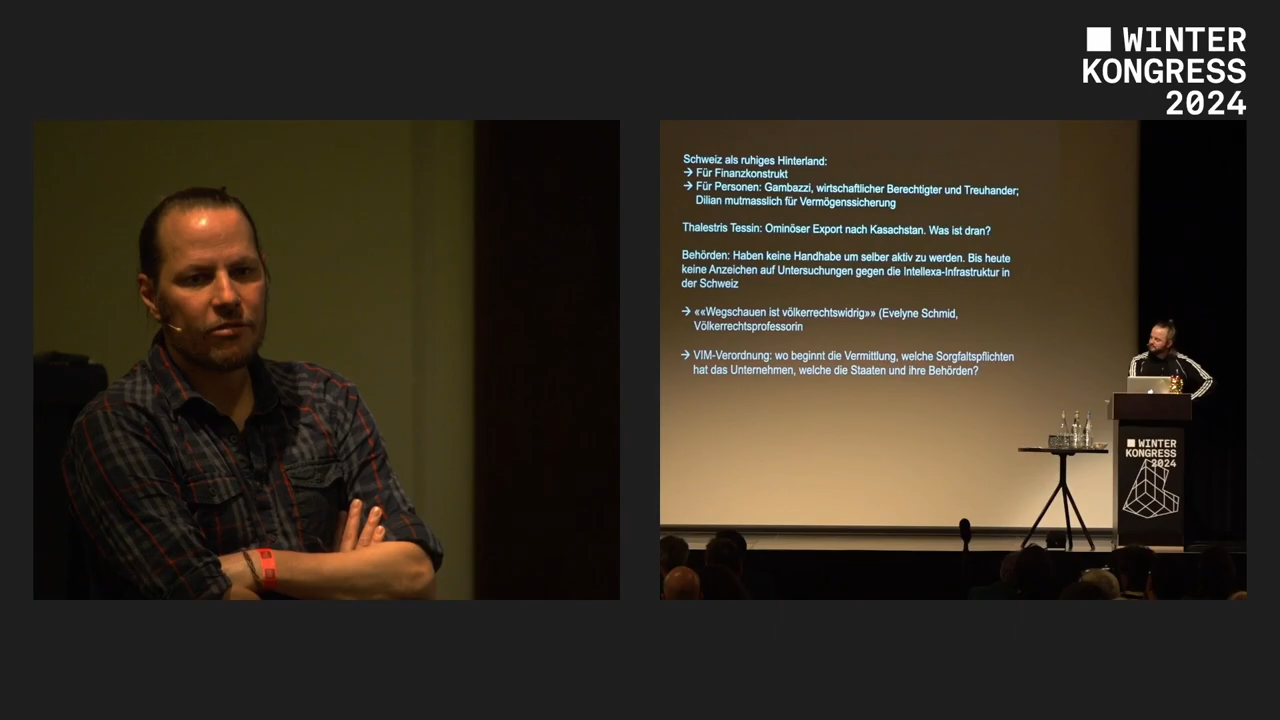 WINTER
KONGRESS
2024
Schweiz als ruhiges Hinterland:
→ Für Finanzkonstrukt
→ Für Personen: Gambazzi, wirtschaftlicher Berechtigter und Treuhander;
Dilian mutmasslich für Vermögenssicherung
Thalestris Tessin: Ominöser Export nach Kasachstan. Was ist dran?
Behörden: Haben keine Handhabe um selber aktiv zu werden. Bis heute
keine Anzeichen auf Untersuchungen gegen die Intellexa-Infrastruktur in
der Schweiz
→ ««Wegschauen ist völkerrechtswidrig»» (Evelyne Schmid,
Völkerrechtsprofessorin
→ VIM-Verordnung: wo beginnt die Vermittlung, welche Sorgfaltspflichten
hat das Unternehmen, welche die Staaten und ihre Behörden?
WINTER
KONGRESS
2024